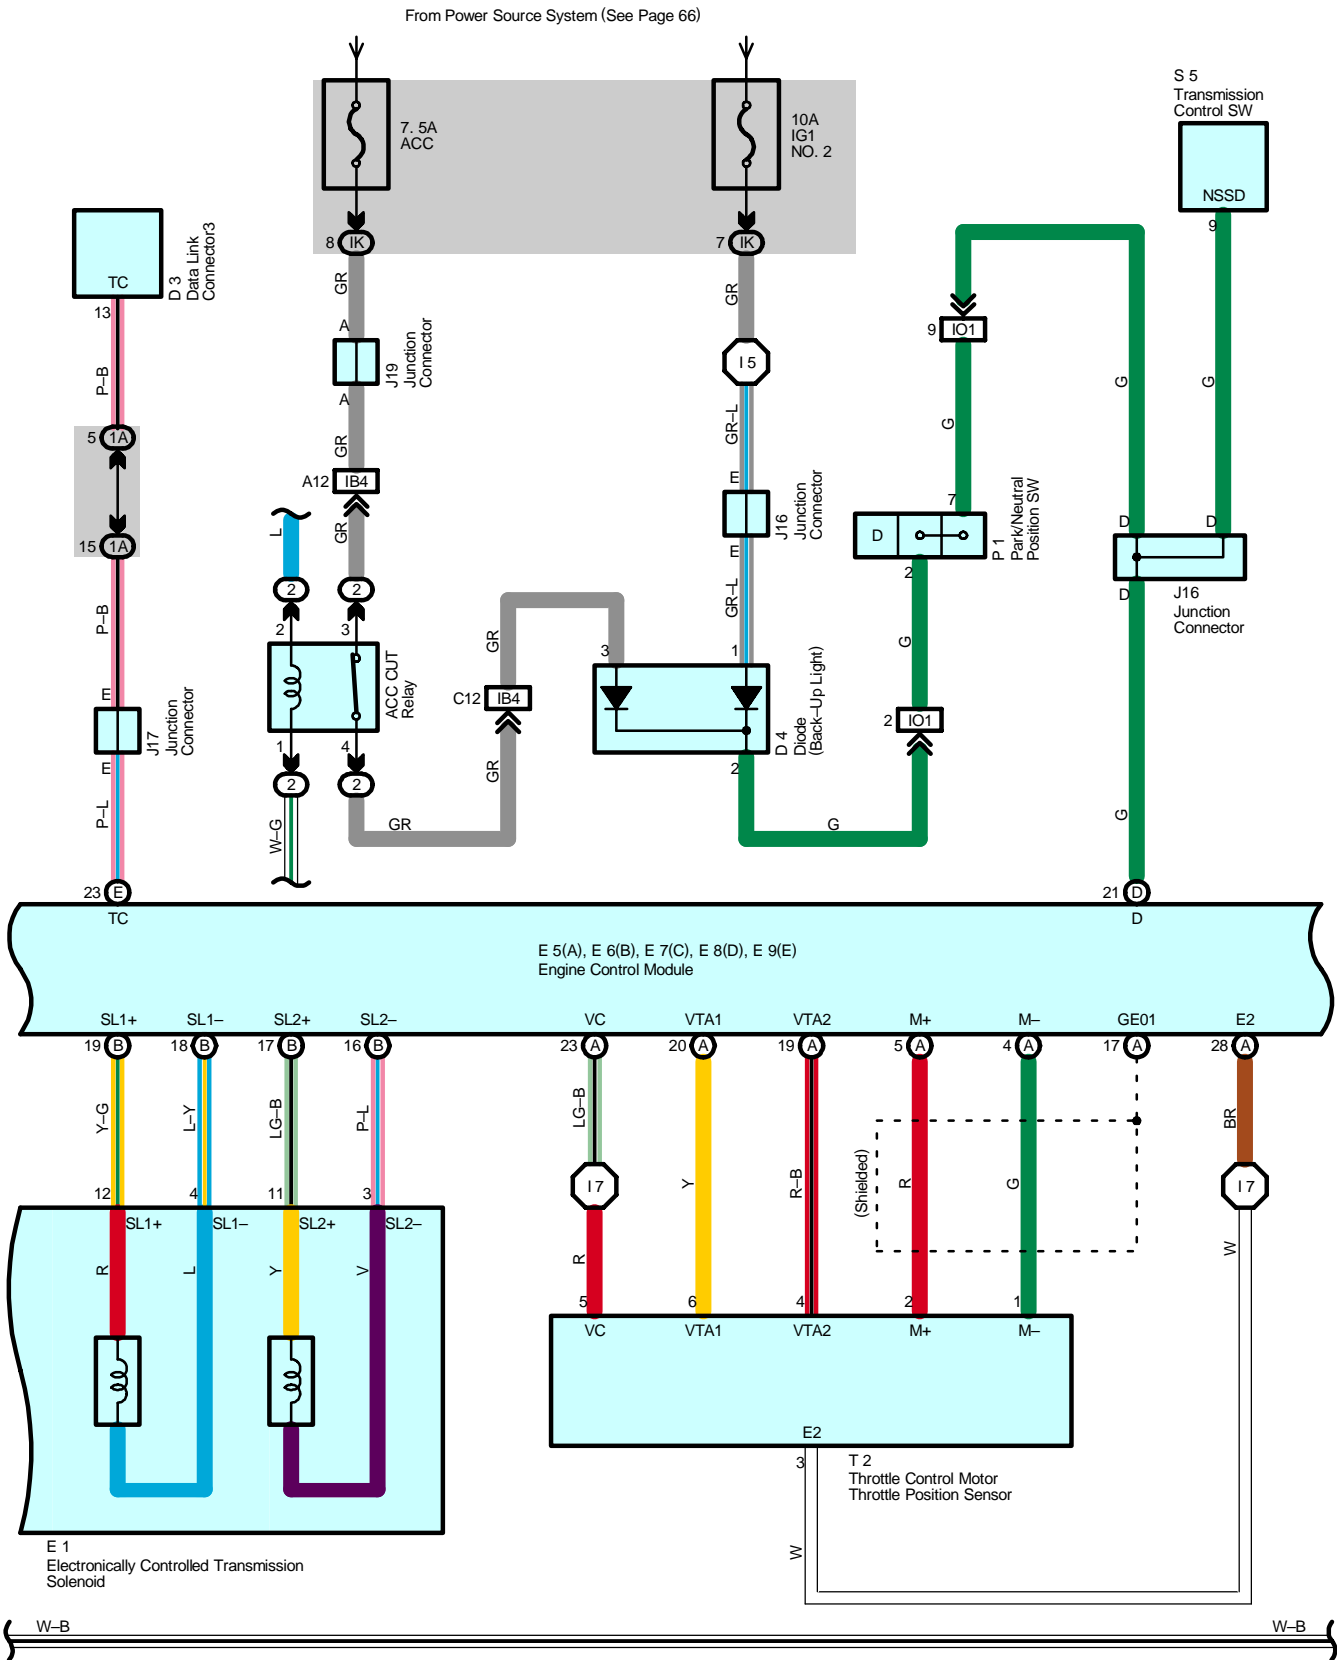 From Power Source System (See Page 66)
7. 5A
ACC
10A
IG1
NO. 2
S 5
Transmission
Control SW
NSSD
9
8 IK
7 IK
TC
D 3
Data Link
Connector3
13
GR
GR
P–B
A
J19
Junction
Connector
A
GR
I 5
9 IO1
G
G
G
GR–L
5 1A
15 1A
A12 IB4
GR
L
E
J16
Junction
Connector
E
GR–L
7
D
P 1
Park/Neutral
Position SW
2
D
D
D
J16
Junction
Connector
2
2
2
3
P–B
GR
3
1
G
ACC CUT
Relay
C12 IB4
2 IO1
E
J17
Junction
Connector
E
1
4
D 4
Diode
(Back–Up Light)
2
2
2
GR
P–L
W–G
GR
G
G
23 E
21 D
TC
D
E 5(A), E 6(B), E 7(C), E 8(D), E 9(E)
Engine Control Module
SL1+
SL1–
SL2+
SL2–
VC
VTA1
VTA2
M+
M–
GE01
E2
19 B
18 B
17 B
16 B
23 A
20 A
19 A
5 A
4 A
17 A
28 A
Y–G
L–Y
LG–B
P–L
LG–B
Y
R–B
(Shielded)
R
G
BR
I 7
I 7
12
4
11
3
SL1+
SL1–
SL2+
SL2–
R
L
Y
V
R
W
5
6
4
2
1
VC
VTA1
VTA2
M+
M–
E2
3
T 2
Throttle Control Motor
Throttle Position Sensor
W
E 1
Electronically Controlled Transmission
Solenoid
W–B
W–B